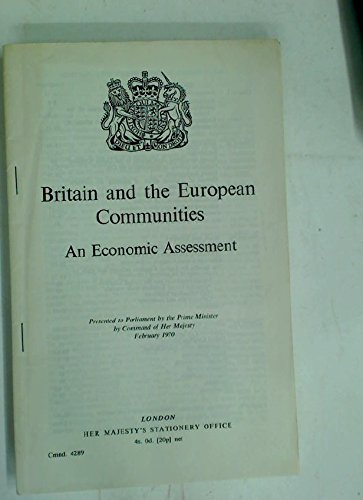 Britain and the European
Communities
An Economic Assessment
Presented to Parliament by the Prime Minister
by Command of Her Majesty
February 1970
LONDON
HER MAJESTY'S STATIONERY OFFICE
4s. 0d. [20p] net
Cmnd. 4289